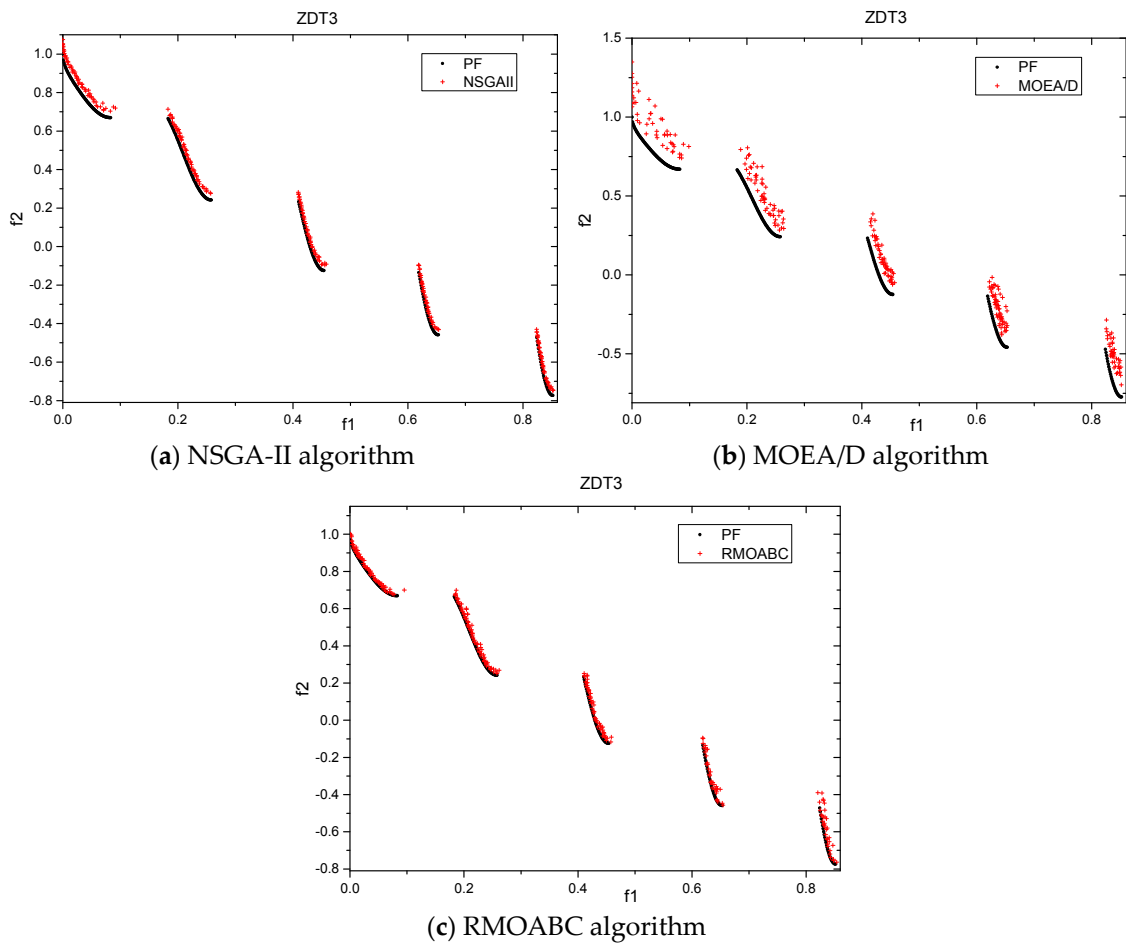 ZDT3
PF
NSGAII
f2
1.0
0.8
0.6
0.4
0.2
0.0
-0.2
-0.4
-0.6
-0.8
0.0 0.2 0.4 0.6 0.8
f1
(a) NSGA-II algorithm
ZDT3
PF
MOEA/D
f2
1.5
1.0
0.5
0.0
-0.5
0.0 0.2 0.4 0.6 0.8
f1
(b) MOEA/D algorithm
ZDT3
PF
RMOABC
f2
1.0
0.8
0.6
0.4
0.2
0.0
-0.2
-0.4
-0.6
-0.8
0.0 0.2 0.4 0.6 0.8
f1
(c) RMOABC algorithm